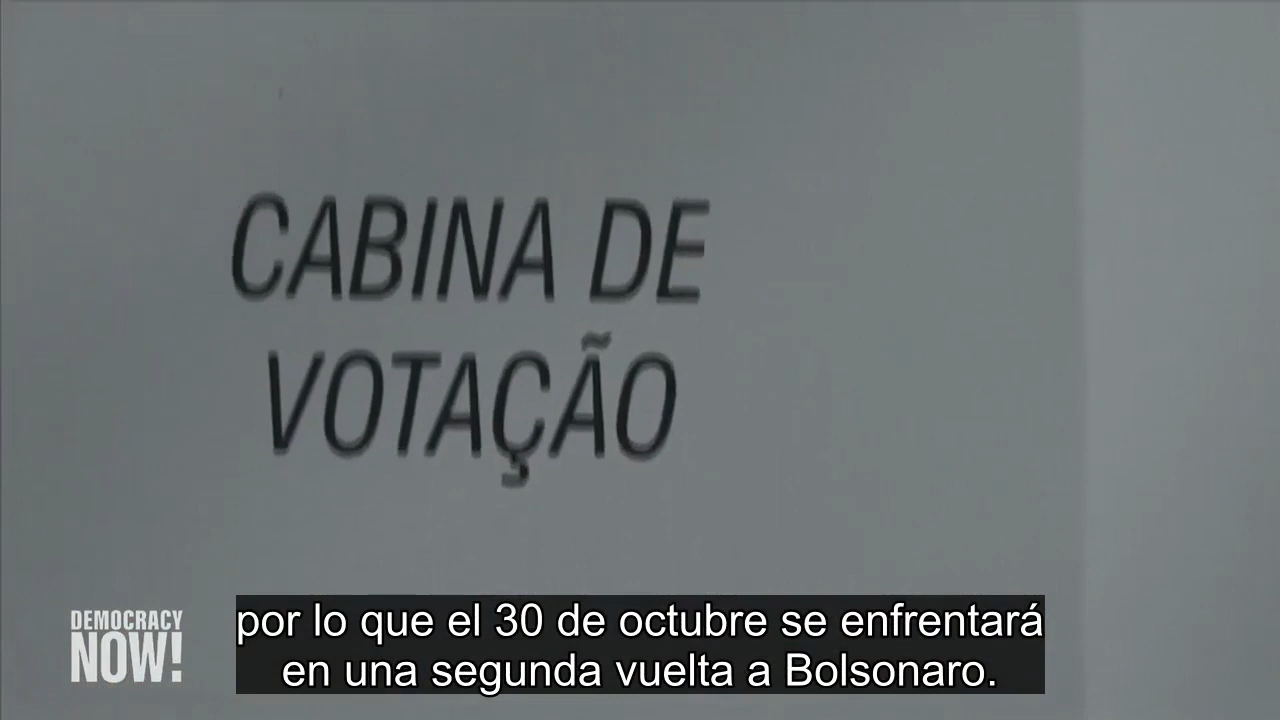 CABINA DE
VOTAÇÃO
DEMOCRACY
NOW!
por lo que el 30 de octubre se enfrentará
en una segunda vuelta a Bolsonaro.